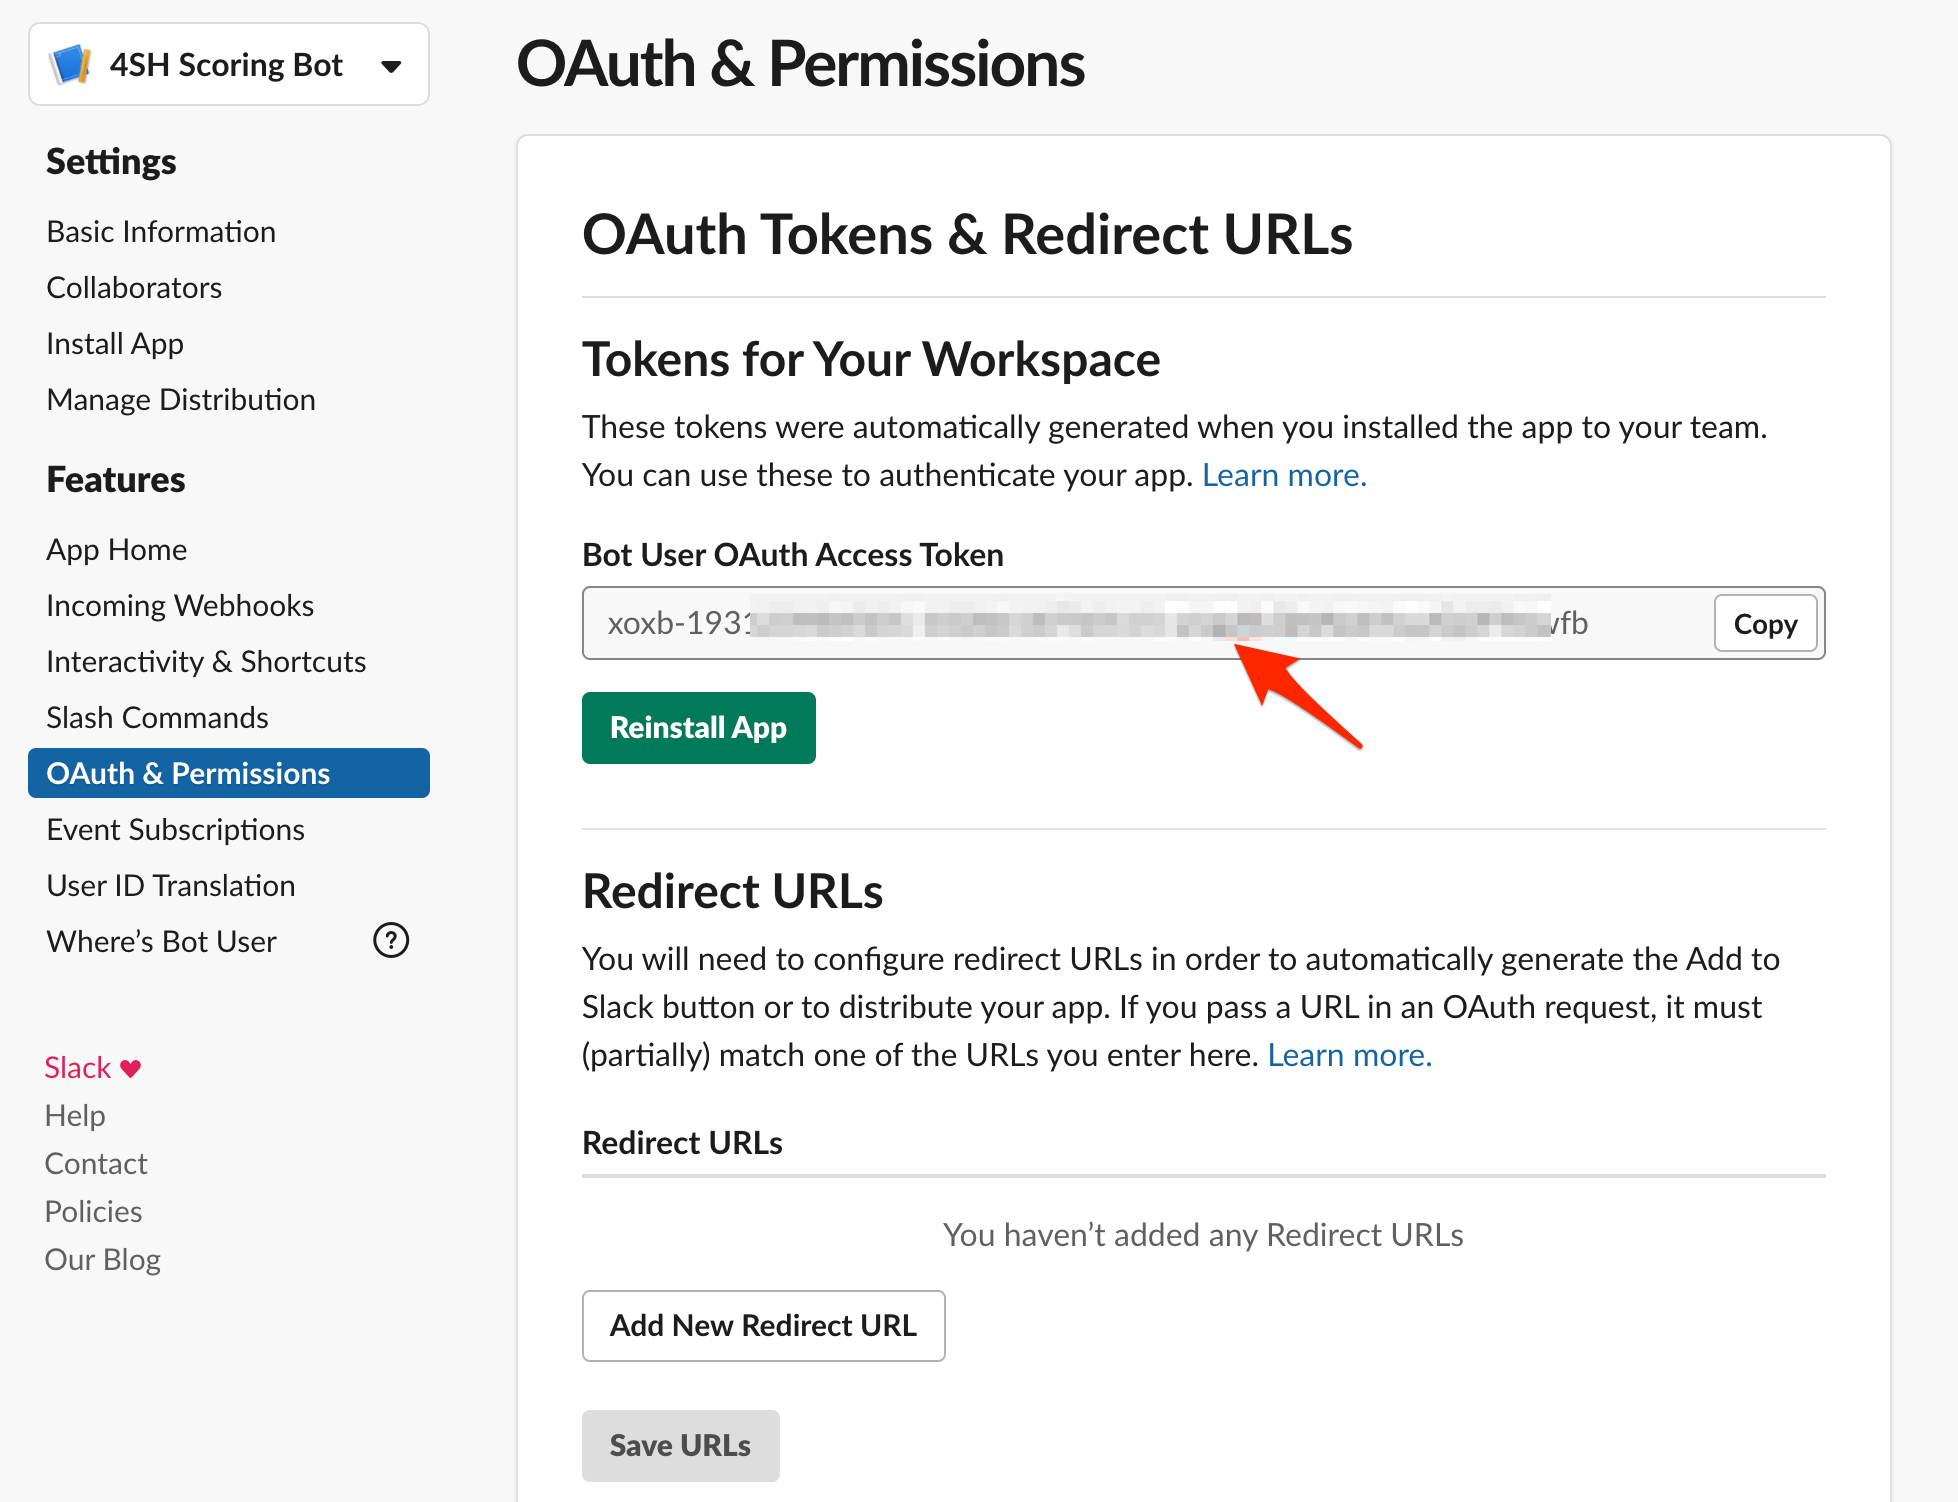 4SH Scoring Bot
Settings
Basic Information
Collaborators
Install App
Manage Distribution
Features
App Home
Incoming Webhooks
Interactivity & Shortcuts
Slash Commands
OAuth & Permissions
Event Subscriptions
User ID Translation
Where’s Bot User
?
Slack
Help
Contact
Policies
Our Blog
OAuth & Permissions
OAuth Tokens & Redirect URLs
Tokens for Your Workspace
These tokens were automatically generated when you installed the app to your team.
You can use these to authenticate your app. Learn more.
Bot User OAuth Access Token
xoxb-1931 vfb
Copy
Reinstall App
Redirect URLs
You will need to configure redirect URLs in order to automatically generate the Add to
Slack button or to distribute your app. If you pass a URL in an OAuth request, it must
(partially) match one of the URLs you enter here. Learn more.
Redirect URLs
You haven’t added any Redirect URLs
Add New Redirect URL
Save URLs